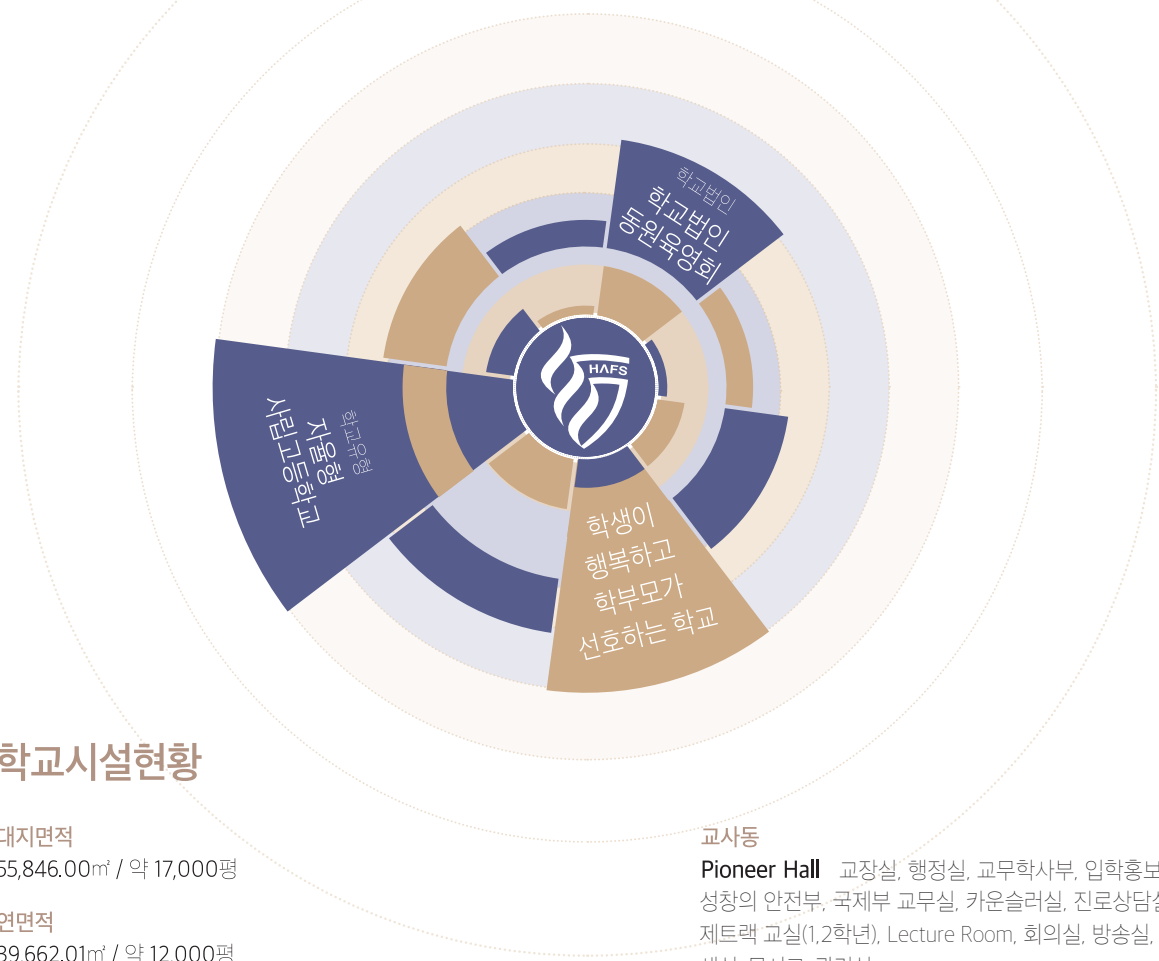 학교법인
학교법인
동원육영회
HAFS
학교유형
자율형
사립고등학교
학생이
행복하고
학부모가
선호하는 학교
학교시설현황
대지면적
55,846.00㎡ / 약 17,000평
연면적
39,662.01㎡ / 약 12,000평
교사동
Pioneer Hall 교장실, 행정실, 교무학사부, 입학홍보
성창의 안전부, 국제부 교무실, 카운슬러실, 진로상담실
제트랙 교실(1,2학년), Lecture Room, 회의실, 방송실,